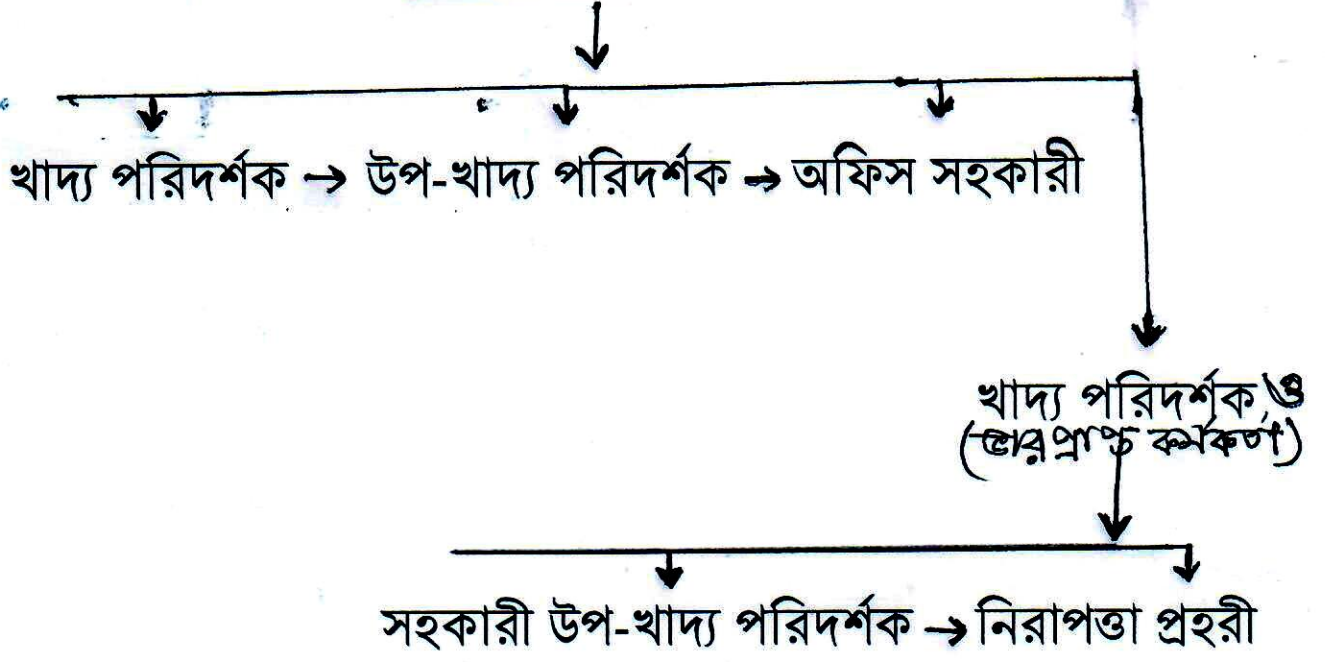 খাদ্য পরিদর্শক → উপ-খাদ্য পরিদর্শক → অফিস সহকারী
খাদ্য পরিদর্শক ও
(ভারপ্রাপ্ত কর্মকর্তা)
সহকারী উপ-খাদ্য পরিদর্শক → নিরাপত্তা প্রহরী